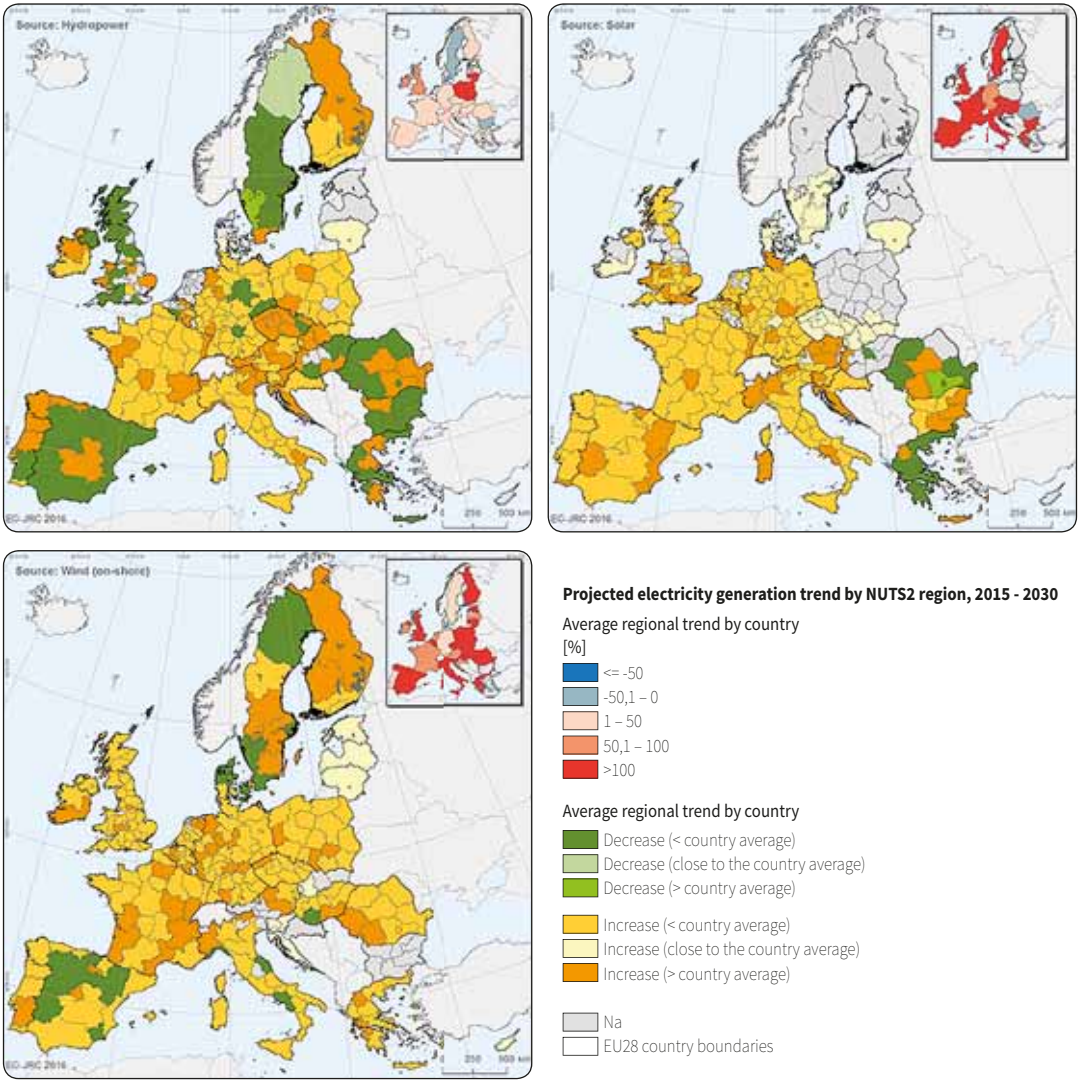 Source: Hydropower
EC-JRC 2016
250 500 km
Source: Solar
EC-JRC 2016
250 500 km
Source: Wind (on-shore)
EC-JRC 2016
250 500 km
Projected electricity generation trend by NUTS2 region, 2015 - 2030
Average regional trend by country
[%]
<= -50
-50,1 – 0
1 – 50
50,1 – 100
>100
Average regional trend by country
Decrease (< country average)
Decrease (close to the country average)
Decrease (> country average)
Increase (< country average)
Increase (close to the country average)
Increase (> country average)
Na
EU28 country boundaries